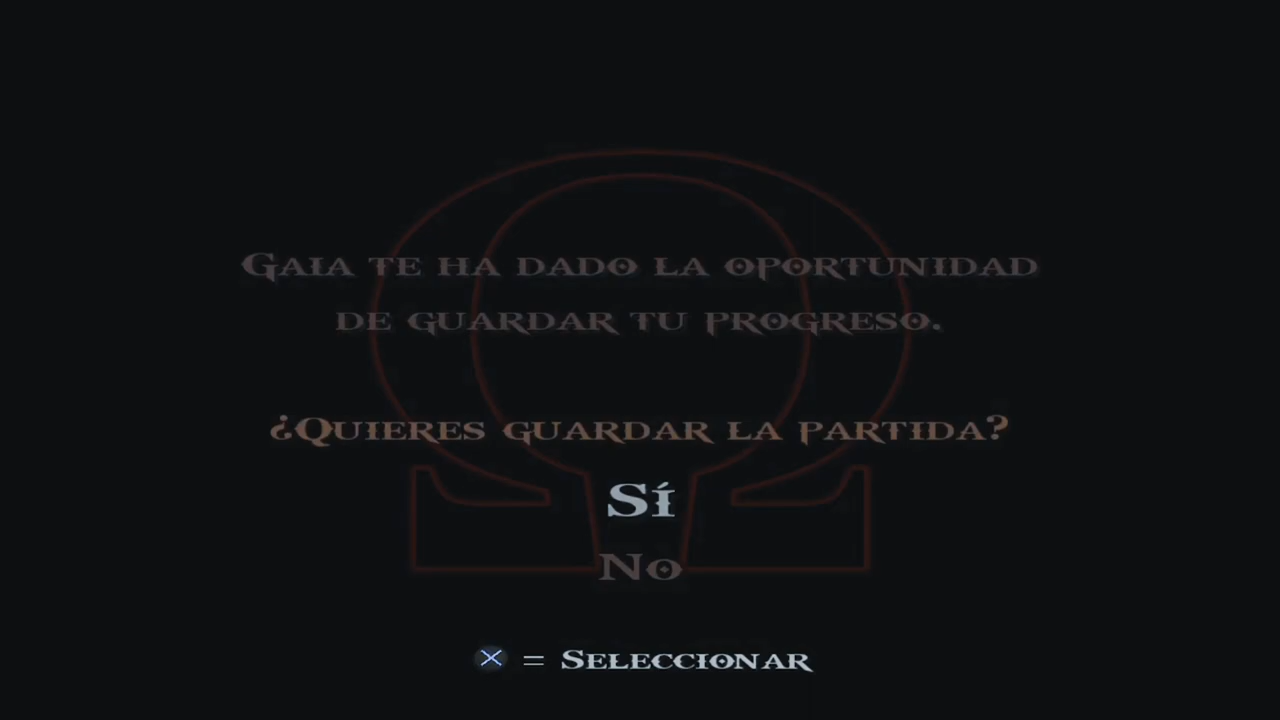 Gaia te ha dado la oportunidad
de guardar tu progreso.
¿Quieres guardar la partida?
Sí
No
= Seleccionar